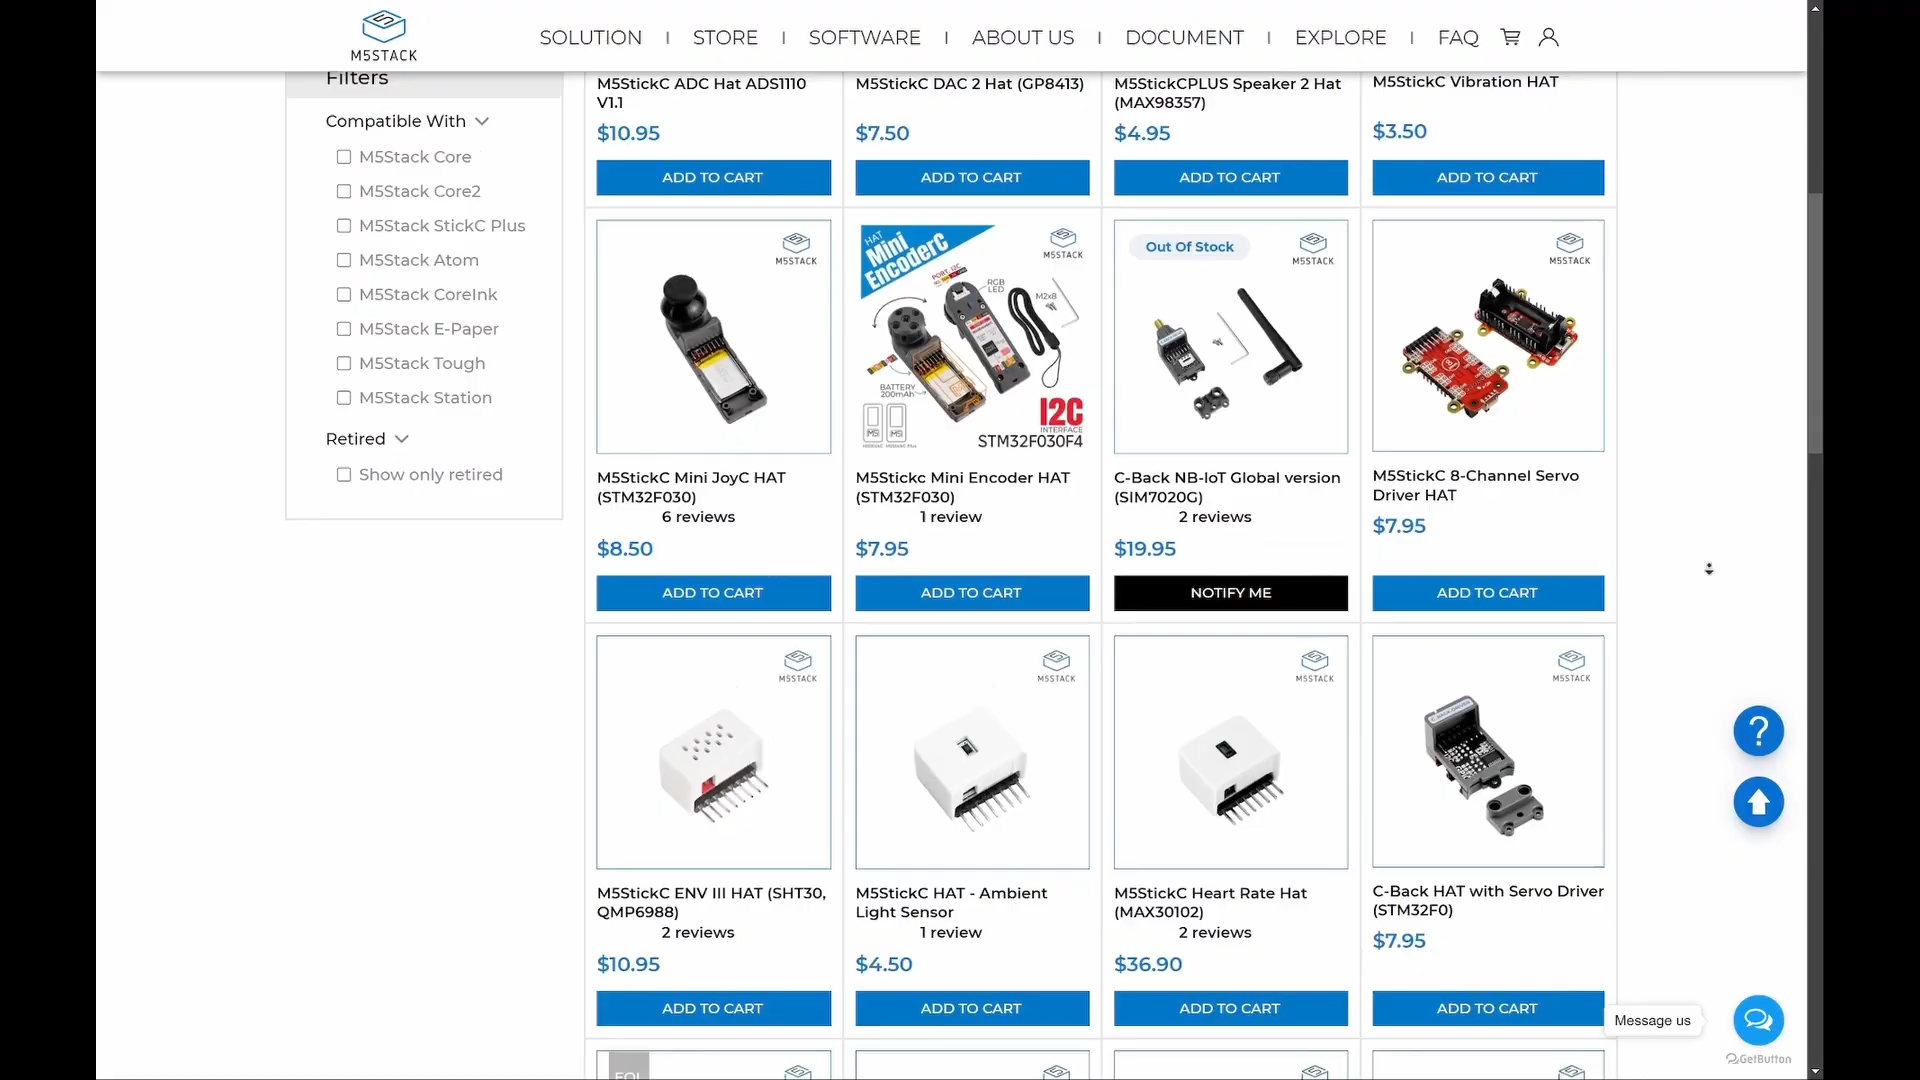 M5STACK
SOLUTION | STORE | SOFTWARE | ABOUT US | DOCUMENT | EXPLORE | FAQ
Filters
Compatible With
M5Stack Core
M5Stack Core2
M5Stack StickC Plus
M5Stack Atom
M5Stack CoreInk
M5Stack E-Paper
M5Stack Tough
M5Stack Station
Retired
Show only retired
M5StickC ADC Hat ADS1110
V1.1
$10.95
ADD TO CART
M5StickC DAC 2 Hat (GP8413)
$7.50
ADD TO CART
M5StickCPLUS Speaker 2 Hat
(MAX98357)
$4.95
ADD TO CART
M5StickC Vibration HAT
$3.50
ADD TO CART
M5STACK
M5StickC Mini JoyC HAT
(STM32F030)
6 reviews
$8.50
ADD TO CART
HAT
Mini
EncoderC
M5STACK
PORT. I2C
RGB
LED
M2x8
BATTERY
200mAh
I2C
INTERFACE
STM32F030F4
M5Stickc Mini Encoder HAT
(STM32F030)
1 review
$7.95
ADD TO CART
Out Of Stock
M5STACK
C-Back NB-IoT Global version
(SIM7020G)
2 reviews
$19.95
NOTIFY ME
M5STACK
M5StickC 8-Channel Servo
Driver HAT
$7.95
ADD TO CART
M5STACK
M5StickC ENV III HAT (SHT30,
QMP6988)
2 reviews
$10.95
ADD TO CART
M5STACK
M5StickC HAT - Ambient
Light Sensor
1 review
$4.50
ADD TO CART
M5STACK
M5StickC Heart Rate Hat
(MAX30102)
2 reviews
$36.90
ADD TO CART
M5STACK
C-Back HAT with Servo Driver
(STM32F0)
$7.95
ADD TO CART
EOL
?
Message us
GetButton